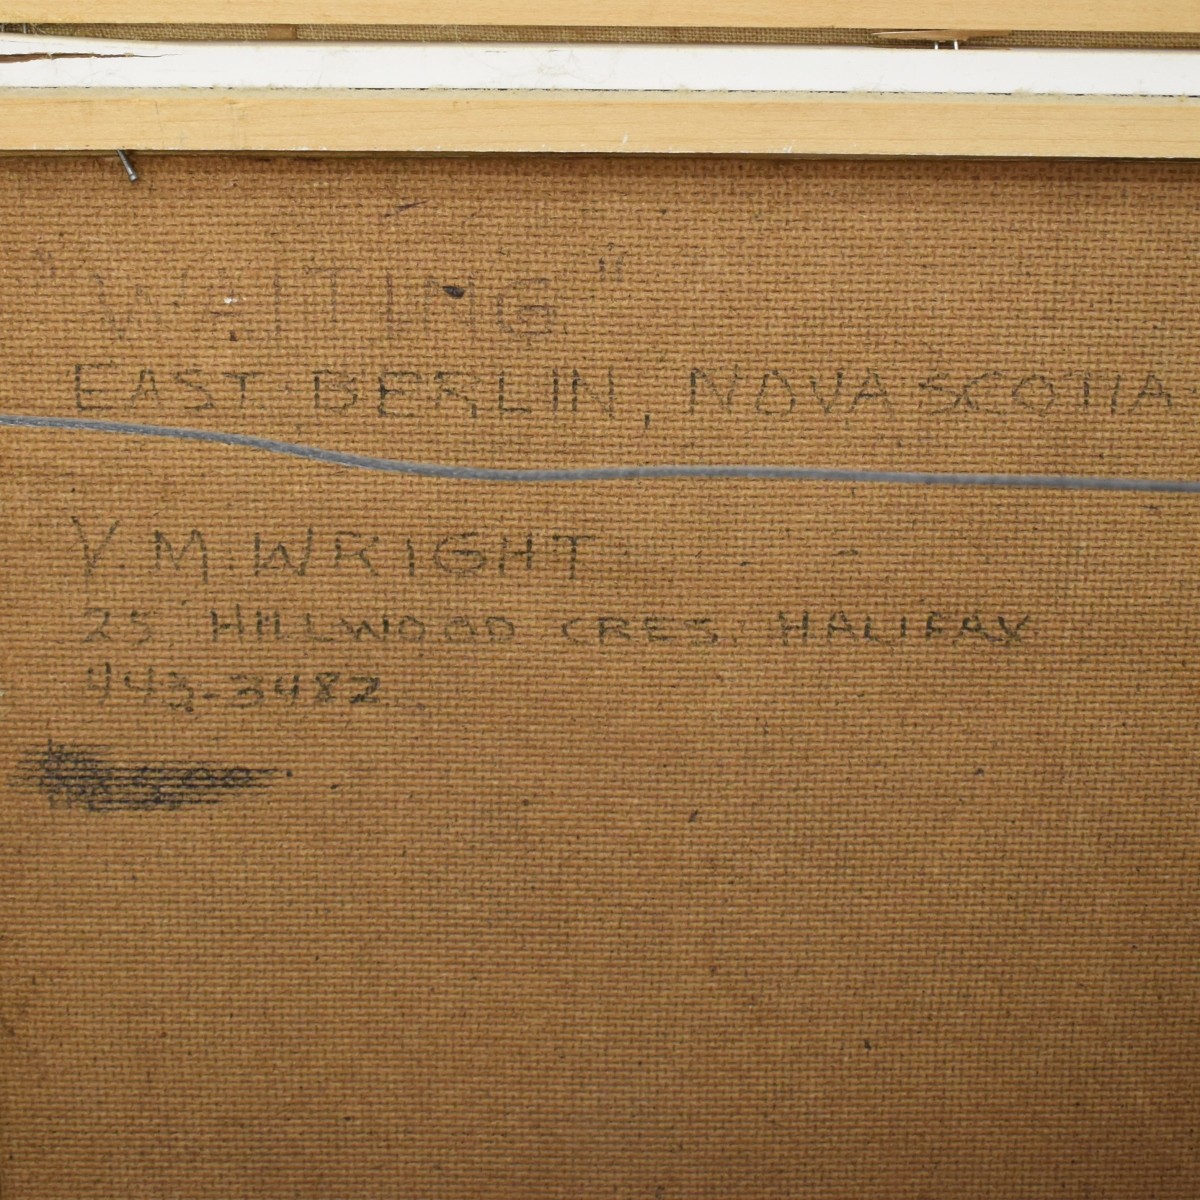 "WAITING"
EAST BERLIN, NOVA SCOTIA
V. M. WRIGHT
25 HILLWOOD CRES. HALIFAX
443-3482